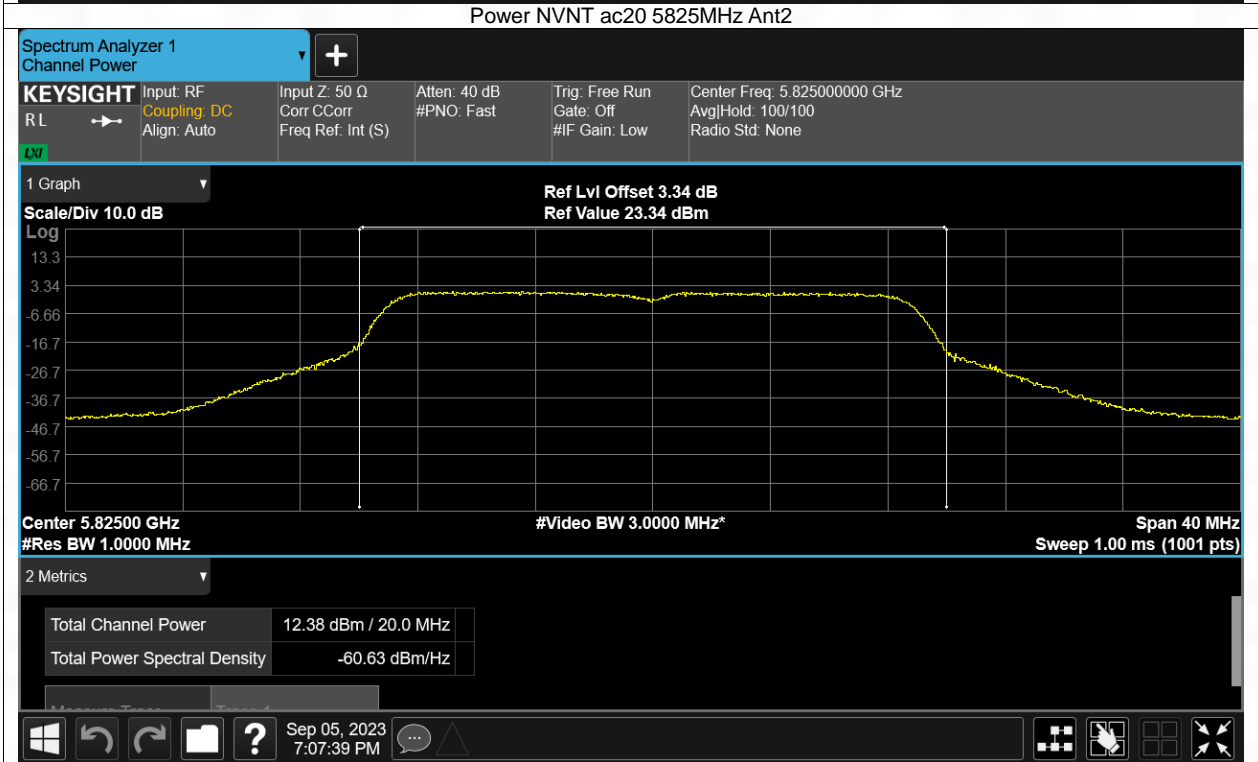 Power NVNT ac20 5825MHz Ant2
Spectrum Analyzer 1
Channel Power
KEYSIGHT
RL
LXI
Input: RF
Coupling: DC
Align: Auto
Input Z: 50 Ω
Corr CCorr
Freq Ref: Int (S)
Atten: 40 dB
#PNO: Fast
Trig: Free Run
Gate: Off
#IF Gain: Low
Center Freq: 5.825000000 GHz
Avg|Hold: 100/100
Radio Std: None
1 Graph
Scale/Div 10.0 dB
Ref Lvl Offset 3.34 dB
Ref Value 23.34 dBm
Log
13.3
3.34
-6.66
-16.7
-26.7
-36.7
-46.7
-56.7
-66.7
Center 5.82500 GHz
#Res BW 1.0000 MHz
#Video BW 3.0000 MHz*
Span 40 MHz
Sweep 1.00 ms (1001 pts)
2 Metrics
Total Channel Power 12.38 dBm / 20.0 MHz
Total Power Spectral Density -60.63 dBm/Hz
?
Sep 05, 2023
7:07:39 PM